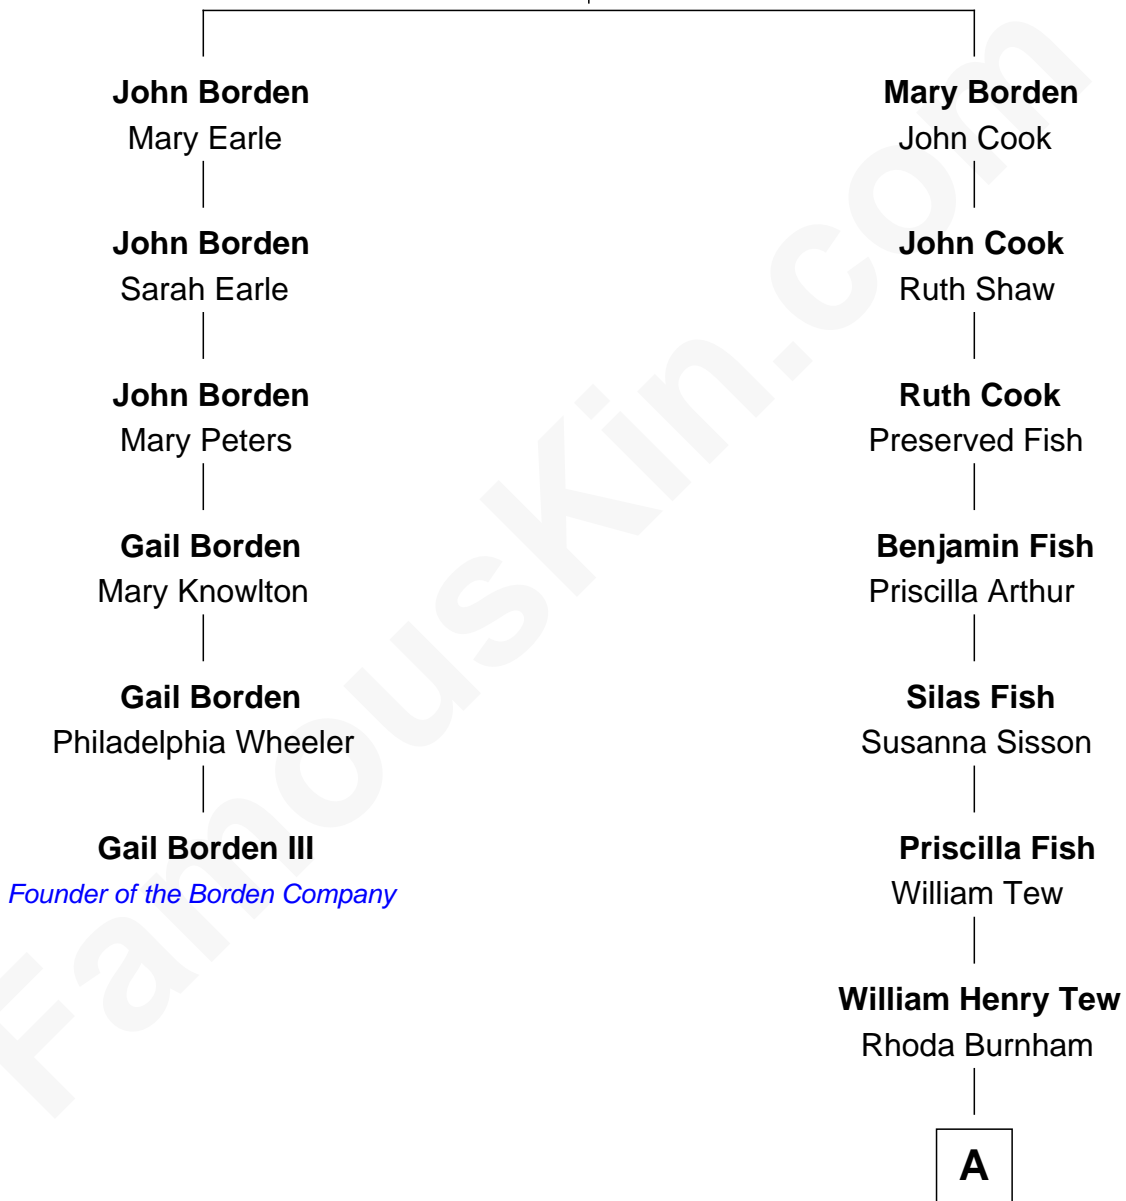 John Borden
Mary Earle
John Borden
Sarah Earle
John Borden
Mary Peters
Gail Borden
Mary Knowlton
Gail Borden
Philadelphia Wheeler
Gail Borden III
Founder of the Borden Company
Mary Borden
John Cook
John Cook
Ruth Shaw
Ruth Cook
Preserved Fish
Benjamin Fish
Priscilla Arthur
Silas Fish
Susanna Sisson
Priscilla Fish
William Tew
William Henry Tew
Rhoda Burnham
A
FamousKin.com